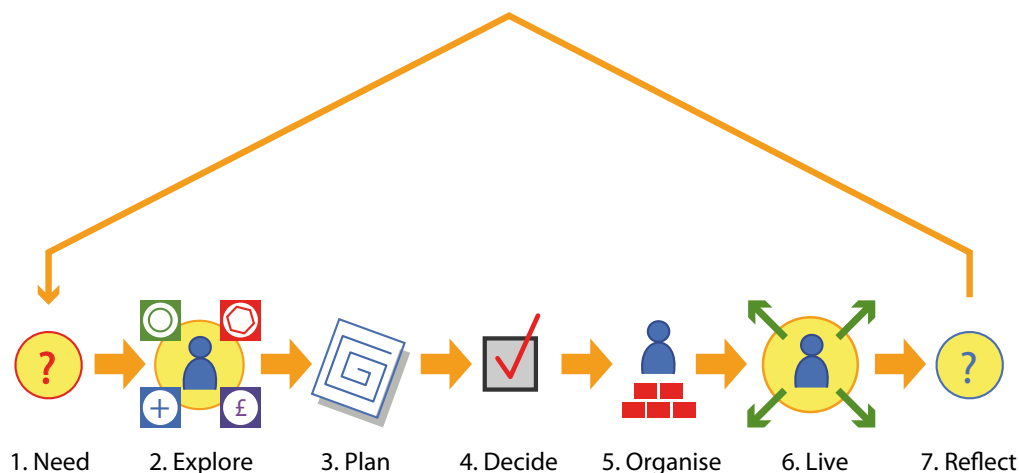 ?
£
?
1. Need
2. Explore
3. Plan
4. Decide
5. Organise
6. Live
7. Reflect